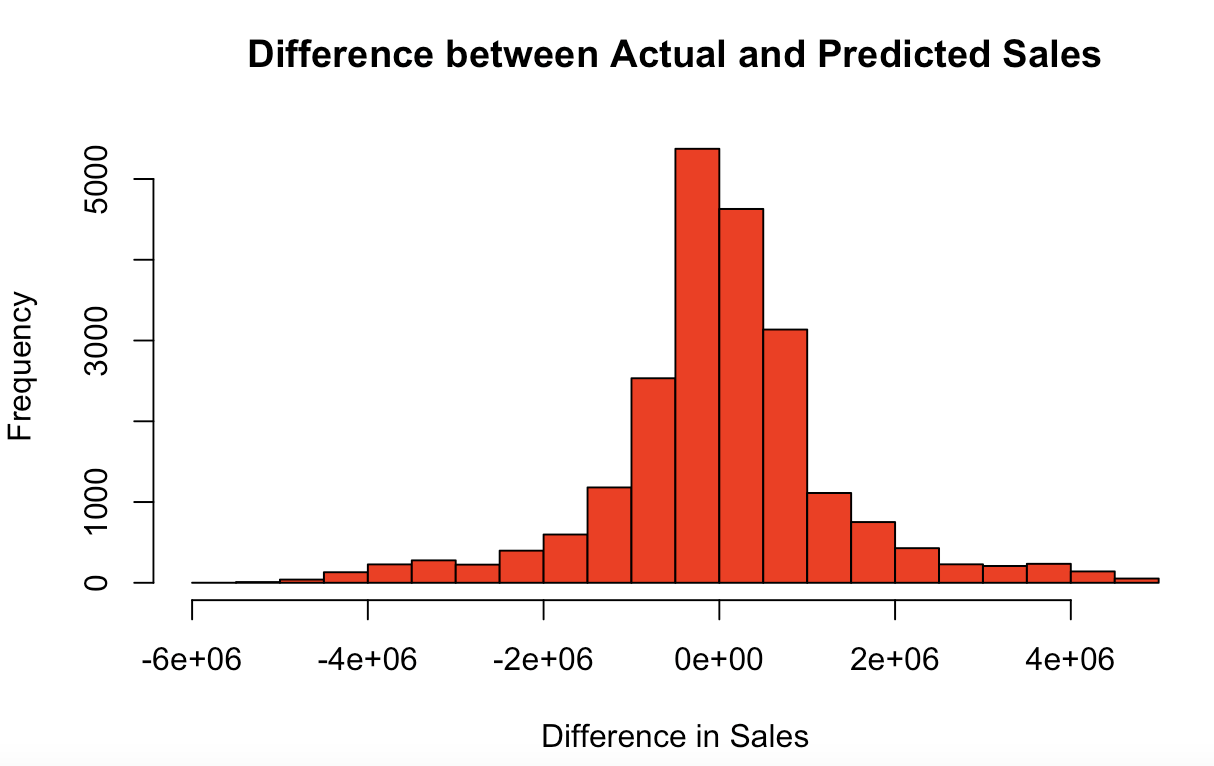 Difference between Actual and Predicted Sales
Frequency
5000
3000
1000
0
-6e+06 -4e+06 -2e+06 0e+00 2e+06 4e+06
Difference in Sales